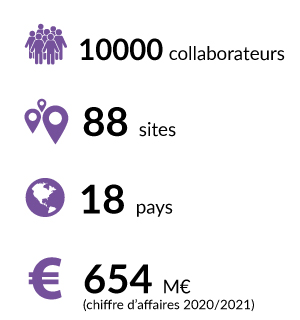 10000 collaborateurs
88 sites
18 pays
654 M€
(chiffre d'affaires 2020/2021)